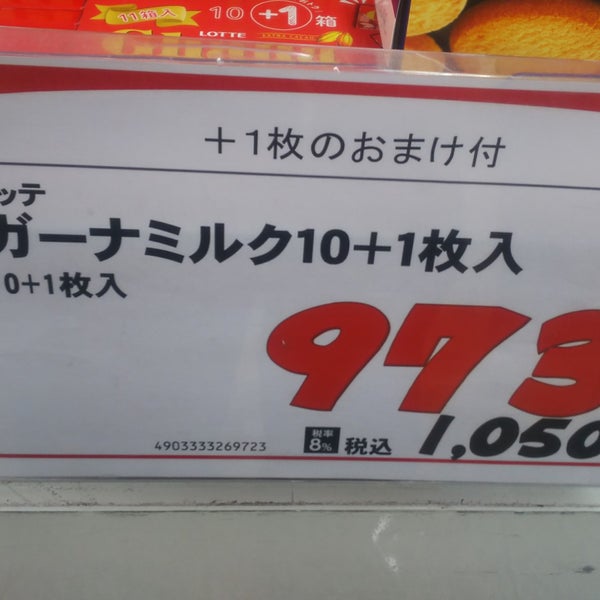 11箱入 10+1箱
LOTTE EXTRA CACAO
+1枚のおまけ付
ッテ
ガーナミルク10+1枚入
0+1枚入
973
4903333269723 税率8% 税込 1,050